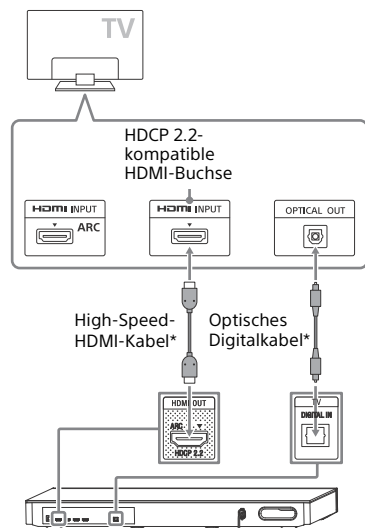 TV
HDCP 2.2-
kompatible
HDMI-Buchse
HDMI INPUT
ARC
HDMI INPUT
OPTICAL OUT
High-Speed-
HDMI-Kabel*
Optisches
Digitalkabel*
HDMI OUT
ARC
HDCP 2.2
TV
DIGITAL IN